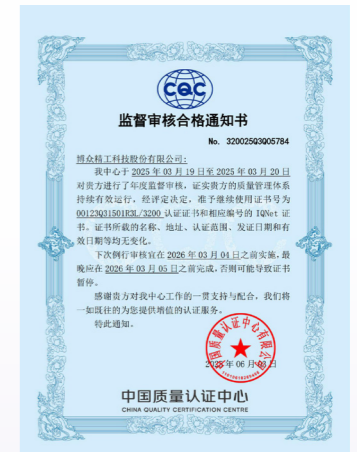 CQC
监督审核合格通知书
No. 32002503Q05784
博众精工科技股份有限公司：
我中心于 2025 年 03 月 19 日至 2025 年 03 月 20 日
对贵方进行了年度监督审核，证实贵方的质量管理体系
持续有效运行，经评定决定，准予继续使用证书号为
00123Q31501R3L/3200 认证证书和相应编号的 IQNet 证
书。证书所载的名称、地址、认证范围、发证日期和有
效日期等均无变化。
下次例行审核宜在 2026 年 03 月 04 日之前实施，最
晚应在 2026 年 03 月 05 日之前完成，否则可能导致证书
暂停。
感谢贵方对我中心工作的一贯支持与配合，我们将
一如既往的为您提供增值的认证服务。
特此通知。
中国质量认证中心有限公司
年 06 月
中国质量认证中心
CHINA QUALITY CERTIFICATION CENTRE